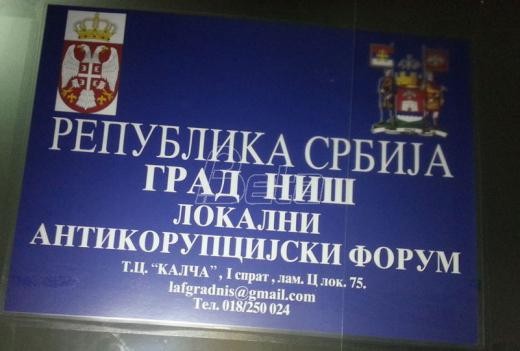 РЕПУБЛИКА СРБИЈА
ГРАД НИШ
ЛОКАЛНИ
АНТИКОРУПЦИЈСКИ ФОРУМ
Т.Ц. "КАЛЧА", I спрат, лам. Ц лок. 75.
lafgradnis@gmail.com
Тел. 018/250 024